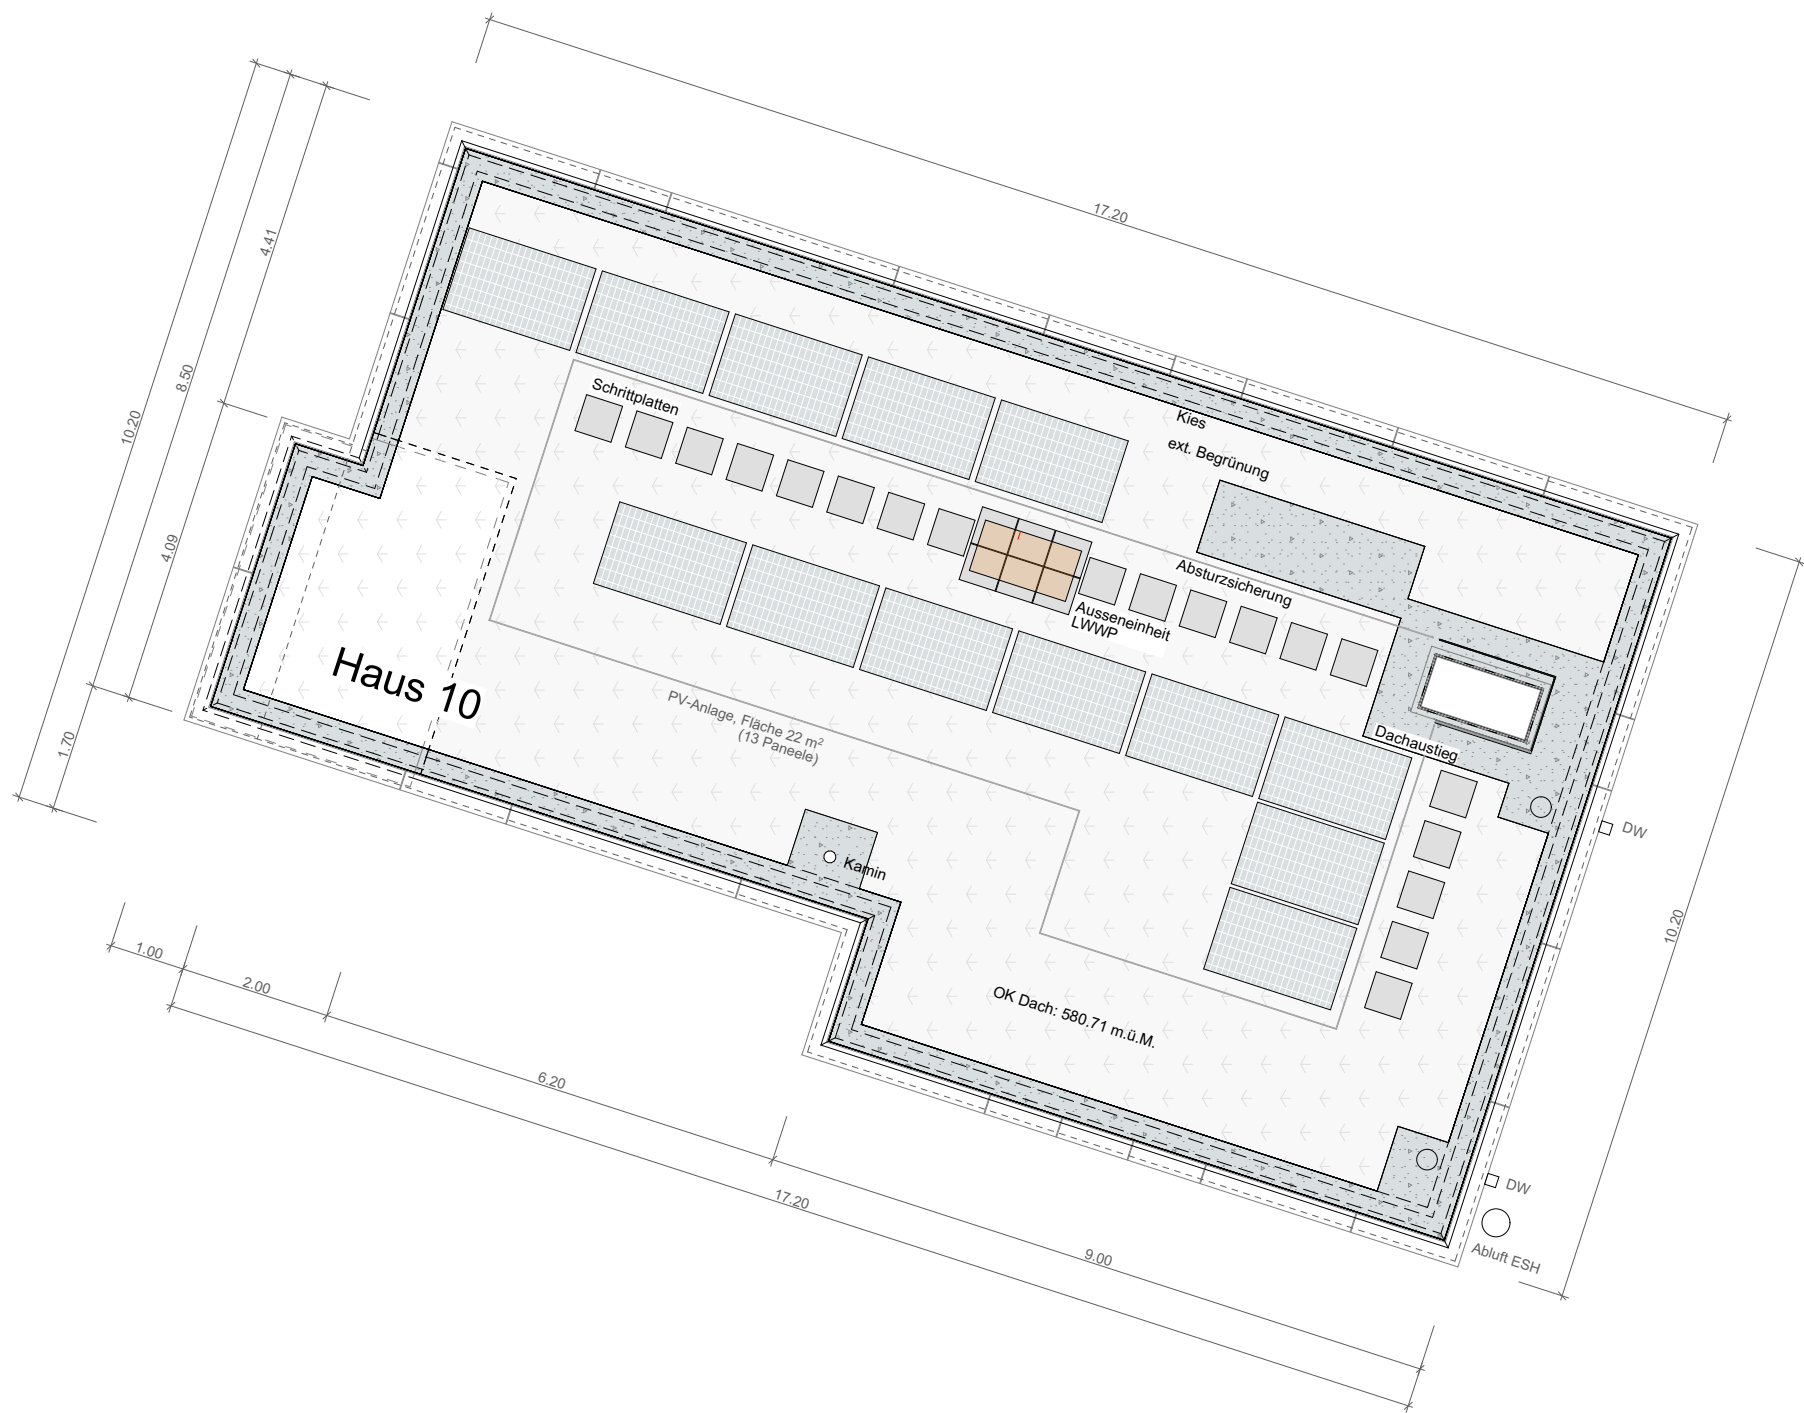 17.20
4.41
8.50
10.20
Schrittplatten
Kies
ext. Begrünung
4.09
Absturzsicherung
Ausseneinheit
LWWP
Haus 10
PV-Anlage, Fläche 22 m²
(13 Paneele)
1.70
Dachaustieg
DW
Kamin
10.20
1.00
2.00
OK Dach: 580.71 m.ü.M.
6.20
DW
17.20
9.00
Abluft ESH